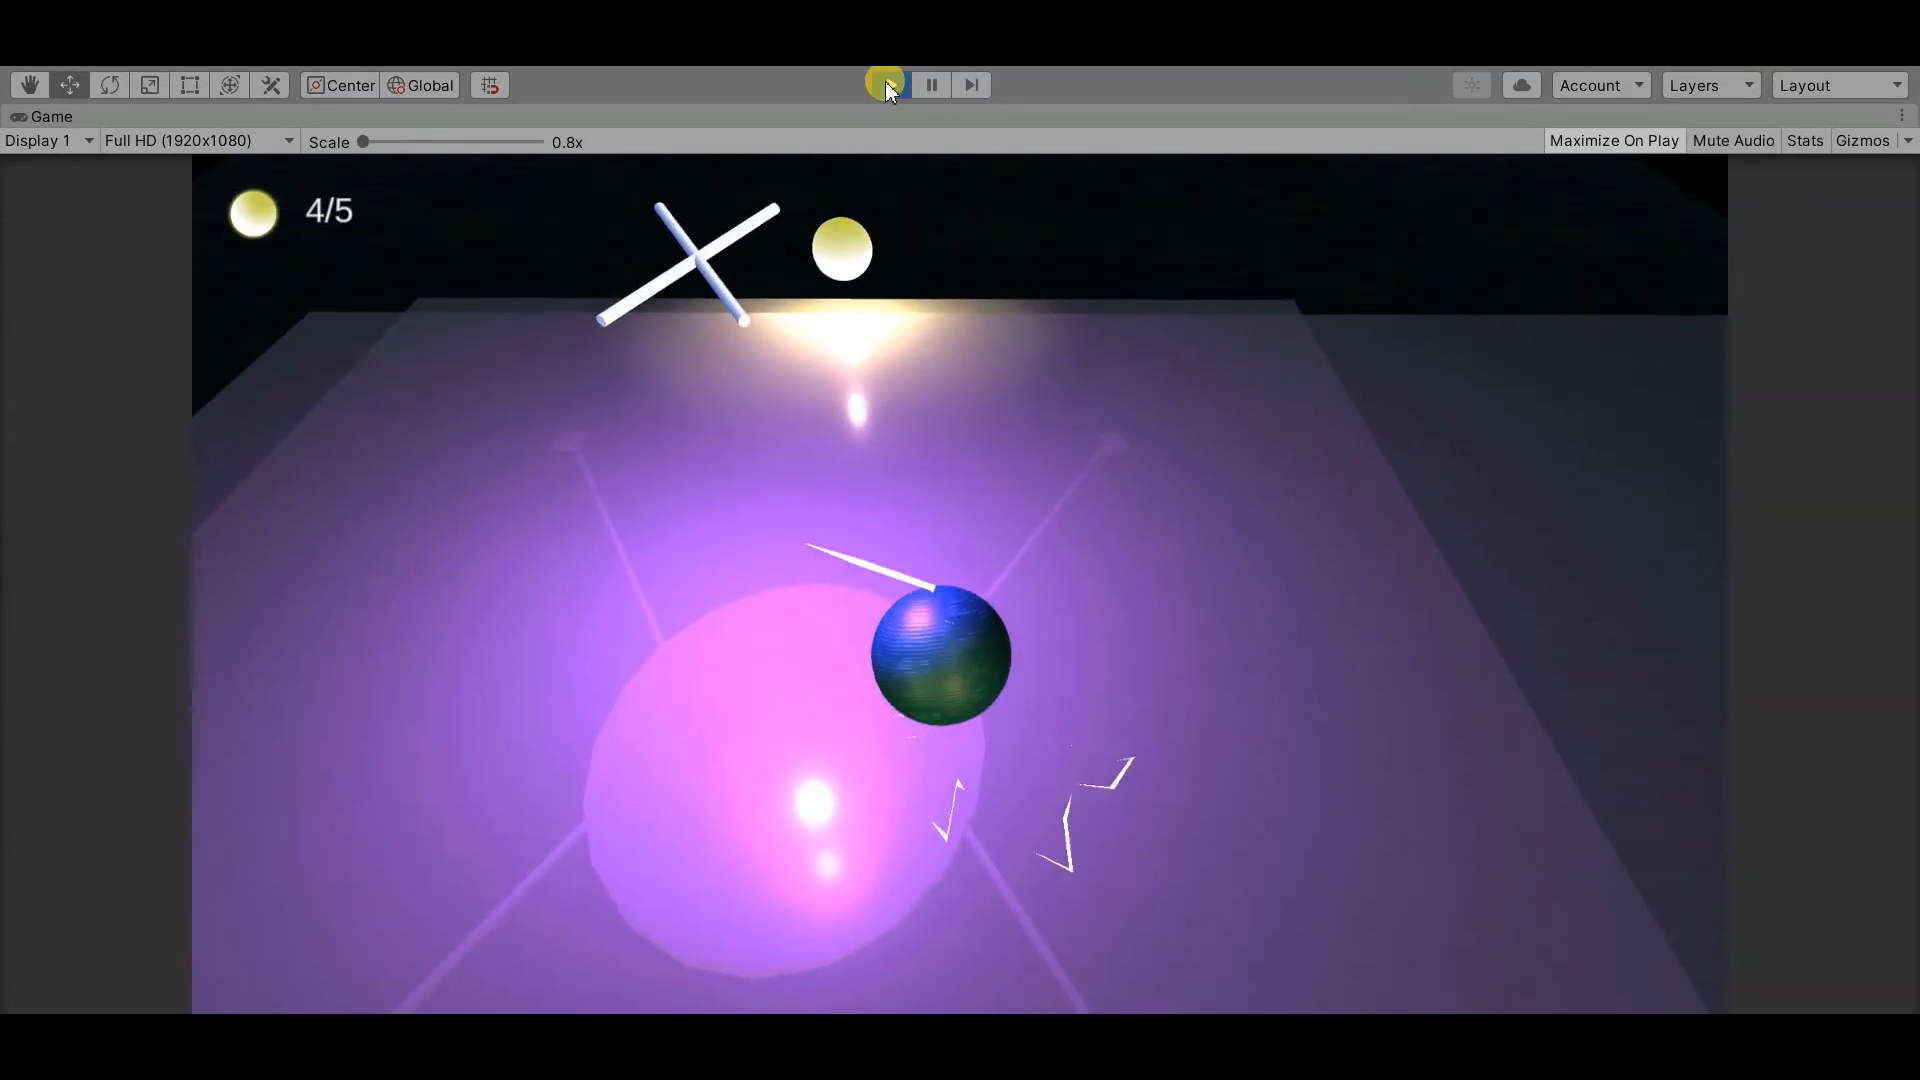 Center Global Account Layers Layout
Game
Display 1 Full HD (1920x1080) Scale 0.8x Maximize On Play Mute Audio Stats Gizmos
4/5